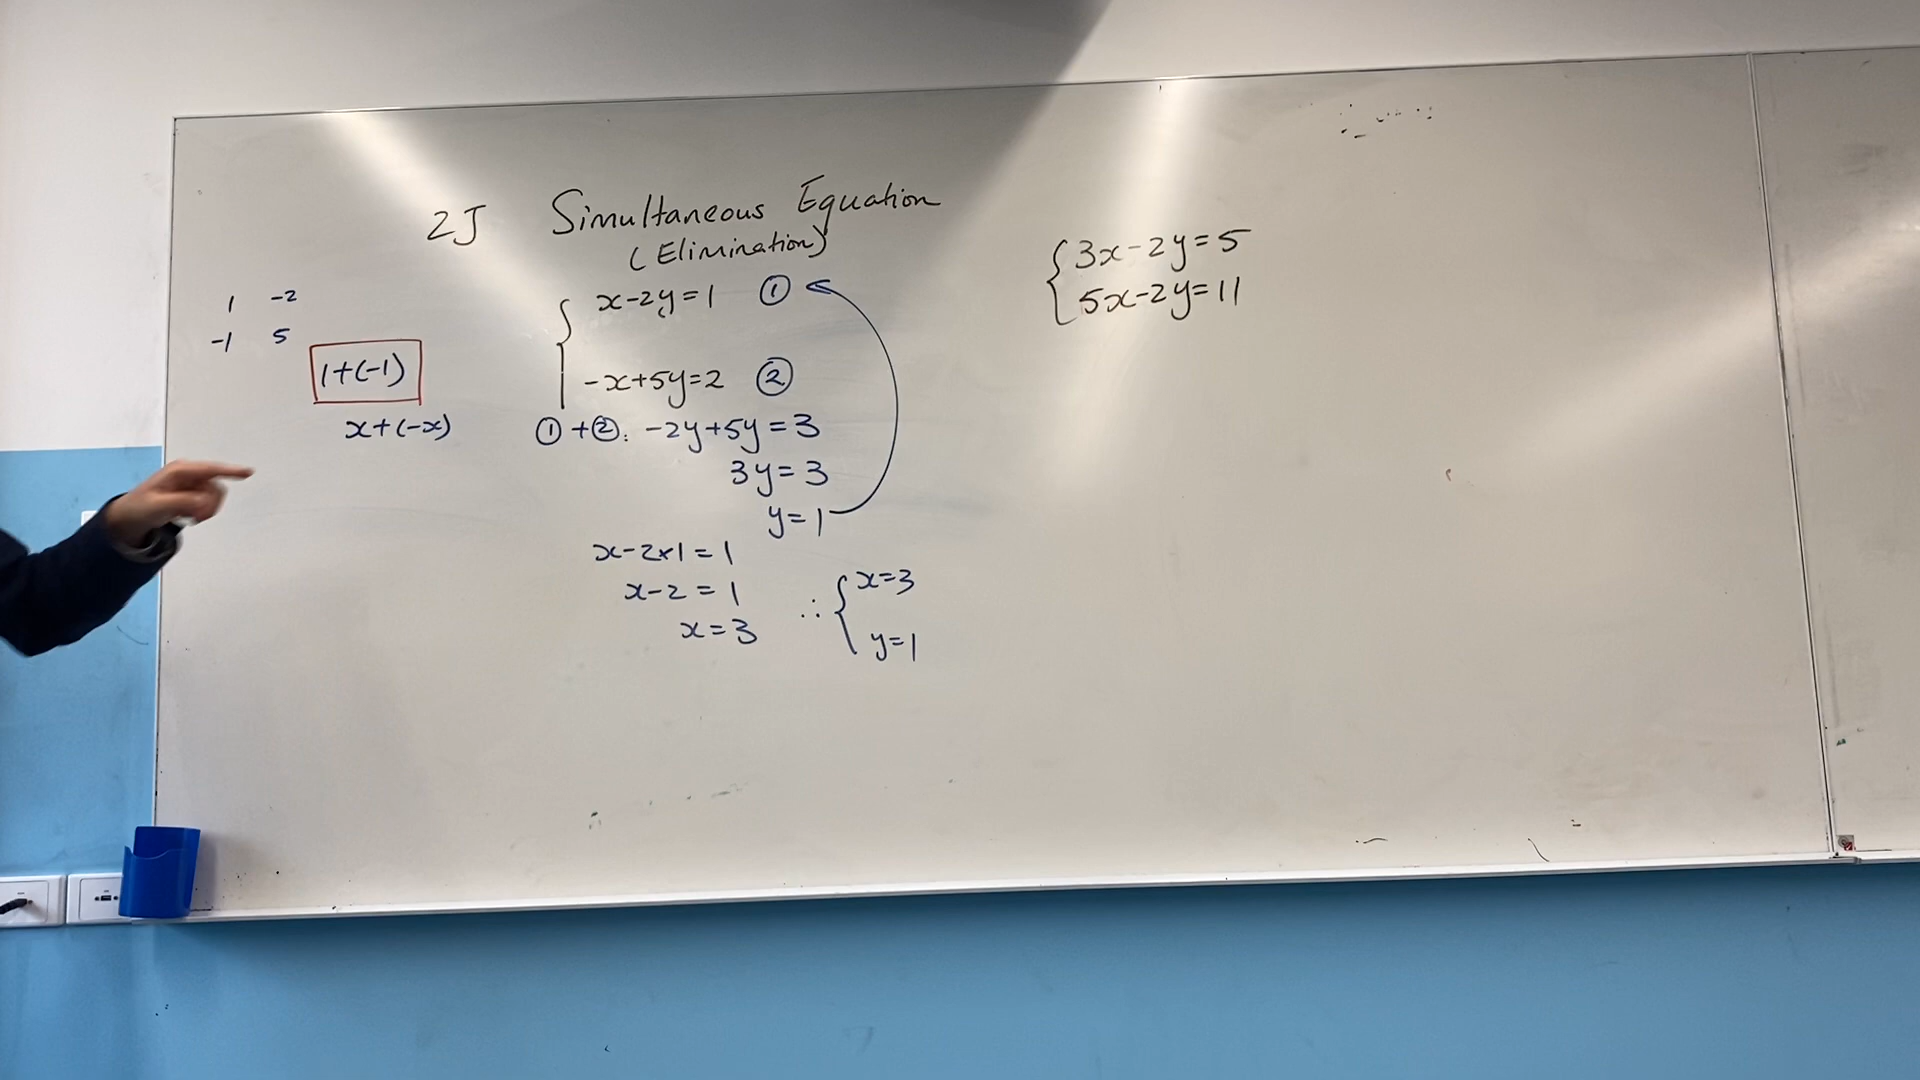 2J Simultaneous Equation
(Elimination)
1 -2
-1 5
1+(-1)
x+(-x)
x-2y=1 ①
-x+5y=2 ②
①+②: -2y+5y=3
3y=3
y=1
x-2×1=1
x-2=1
x=3
∴ { x=3
y=1
{ 3x-2y=5
5x-2y=11